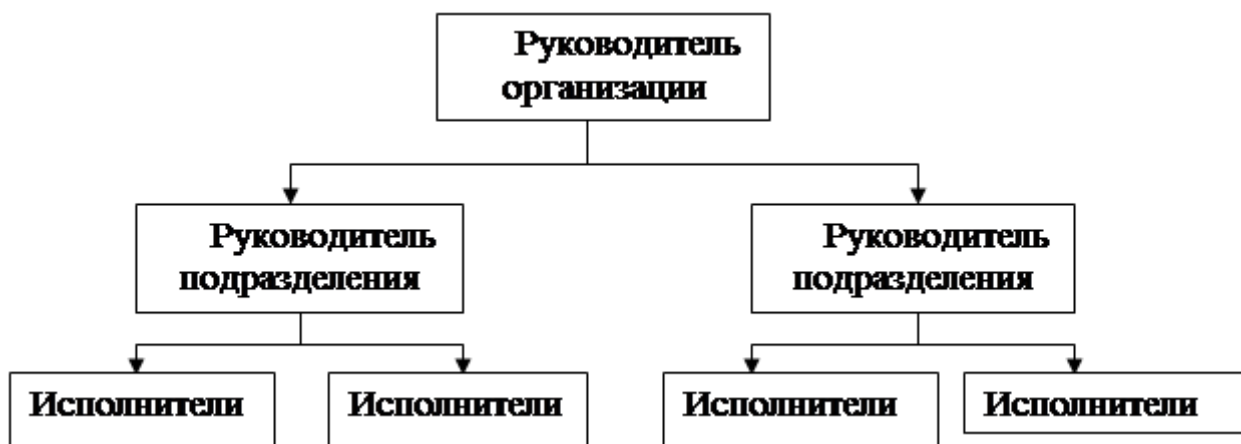 Руководитель
организации
Руководитель
подразделения
Руководитель
подразделения
Исполнители
Исполнители
Исполнители
Исполнители